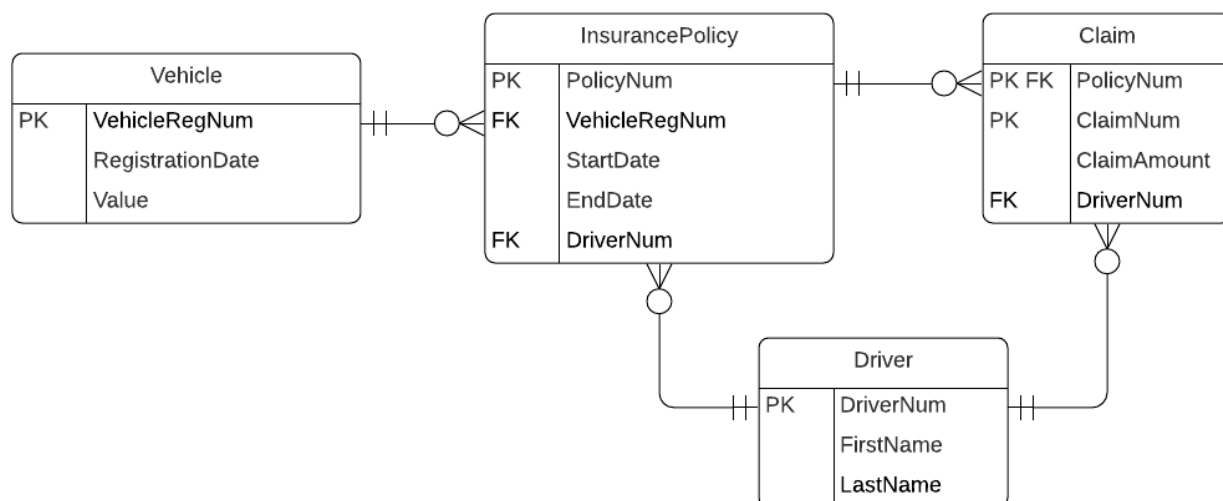 Vehicle
PK VehicleRegNum
RegistrationDate
Value
InsurancePolicy
PK PolicyNum
FK VehicleRegNum
StartDate
EndDate
FK DriverNum
Claim
PK FK PolicyNum
PK ClaimNum
ClaimAmount
FK DriverNum
Driver
PK DriverNum
FirstName
LastName